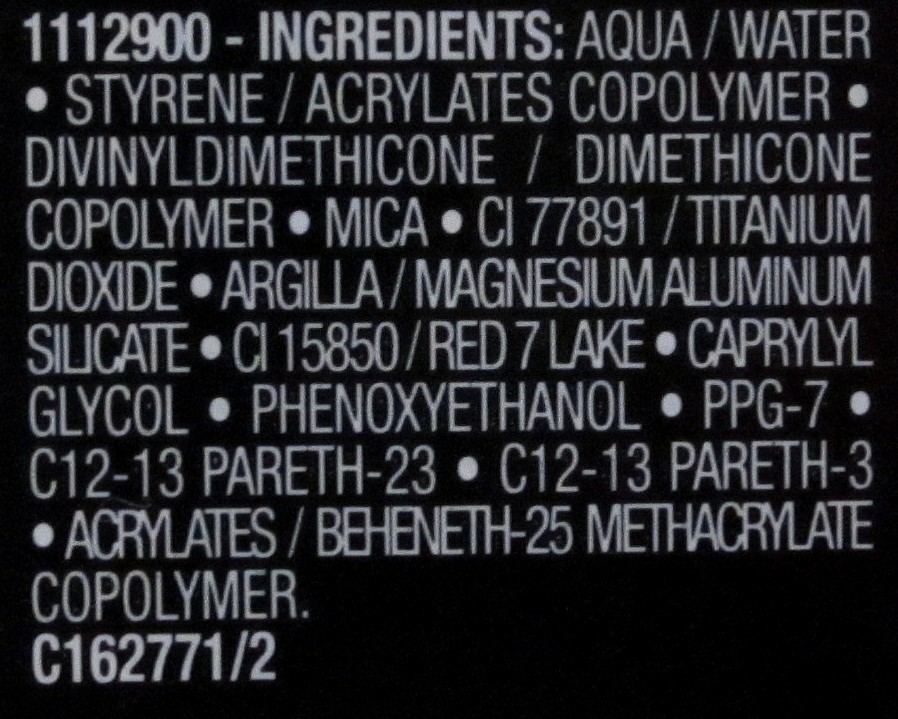 1112900 - INGREDIENTS: AQUA / WATER
• STYRENE / ACRYLATES COPOLYMER •
DIVINYLDIMETHICONE / DIMETHICONE
COPOLYMER • MICA • CI 77891 / TITANIUM
DIOXIDE • ARGILLA / MAGNESIUM ALUMINUM
SILICATE • CI 15850 / RED 7 LAKE • CAPRYLYL
GLYCOL • PHENOXYETHANOL • PPG-7 •
C12-13 PARETH-23 • C12-13 PARETH-3
• ACRYLATES / BEHENETH-25 METHACRYLATE
COPOLYMER.
C162771/2